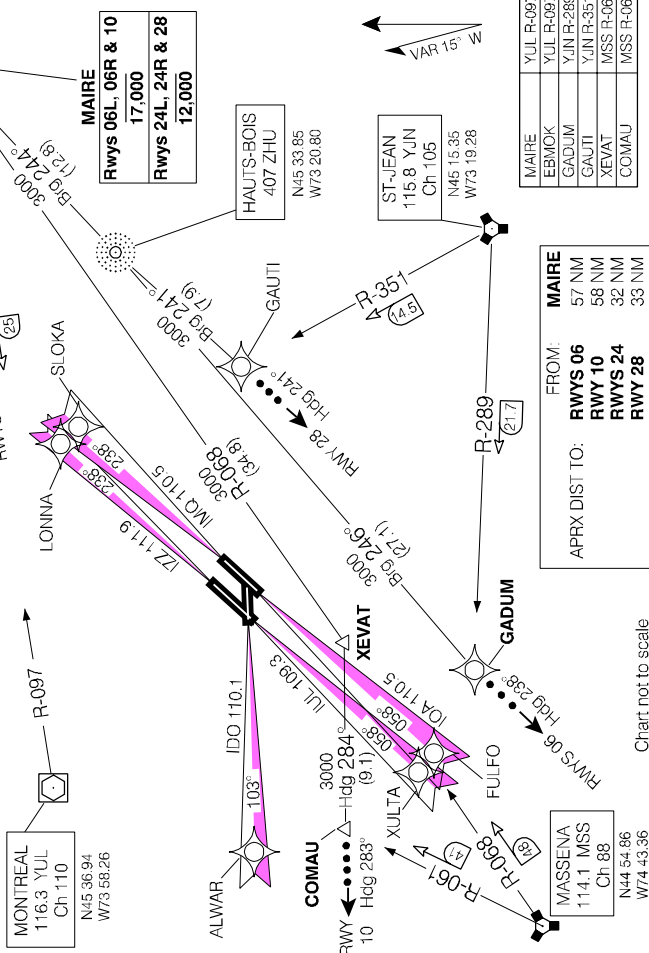 MAIRE
Rwys 06L, 06R & 10
17,000
Rwys 24L, 24R & 28
12,000
VAR 15° W
MAIRE YUL R-097
EBMOK YUL R-097
GADUM YJN R-289
GAUTI YJN R-351
XEVAT MSS R-06
COMAU MSS R-06
Brg 244°
(12.8)
3000
HAUTS-BOIS
407 ZHU
N45 33.85
W73 20.80
ST-JEAN
115.8 YJN
Ch 105
N45 15.35
W73 19.28
25
SLOKA
LONNA
238°
238°
IZZ 111.9
IMQ 110.5
3000
R-068
(34.8)
Brg 241°
(7.9)
3000
GAUTI
Hdg 241°
RWY 28
R-351
14.5
R-289
21.7
FROM: MAIRE
APRX DIST TO:
RWYS 06 57 NM
RWY 10 58 NM
RWYS 24 32 NM
RWY 28 33 NM
3000
Brg 246°
(27.1)
R-097
MONTREAL
116.3 YUL
Ch 110
N45 36.94
W73 58.26
IDO 110.1
103°
ALWAR
IUL 109.3
058°
IOA 110.5
058°
XEVAT
3000
Hdg 284°
(9.1)
COMAU
RWY
10
Hdg 283°
XULTA
FULFO
GADUM
Hdg 238°
RWYS 06
R-061
41
R-068
48
MASSENA
114.1 MSS
Ch 88
N44 54.86
W74 43.36
Chart not to scale